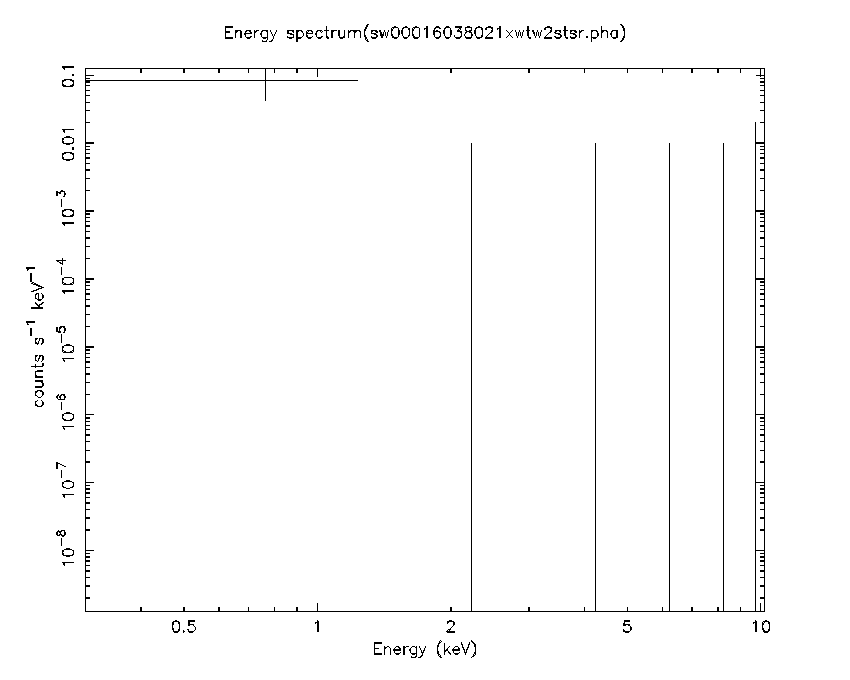 Energy spectrum(sw00016038021xwtw2stsr.pha)
counts s⁻¹ keV⁻¹
0.1
0.01
10⁻³
10⁻⁴
10⁻⁵
10⁻⁶
10⁻⁷
10⁻⁸
0.5 1 2 5 10
Energy (keV)